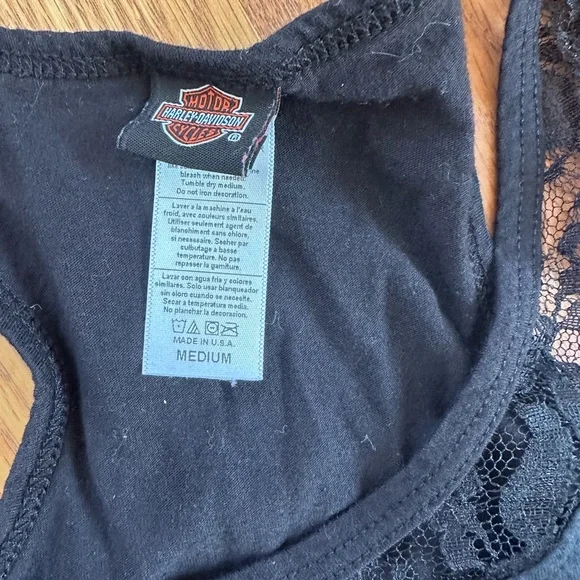 MOTOR
HARLEY-DAVIDSON
CYCLES
bleach when needed.
Tumble dry medium.
Do not iron decoration.
Laver a la machine a l'eau
froid, avec couleurs similaires.
Utiliser seulement agent de
blanchiment sans chlore,
si necessaire. Secher par
culbutage a basse
temperature. No pas
repasser la garniture.
Lavar con agua fria y colores
similares. Solo usar blanqueador
sin cloro cuando se necesite.
Secar a temperatura media.
No planchar la decoracion.
MADE IN U.S.A.
MEDIUM